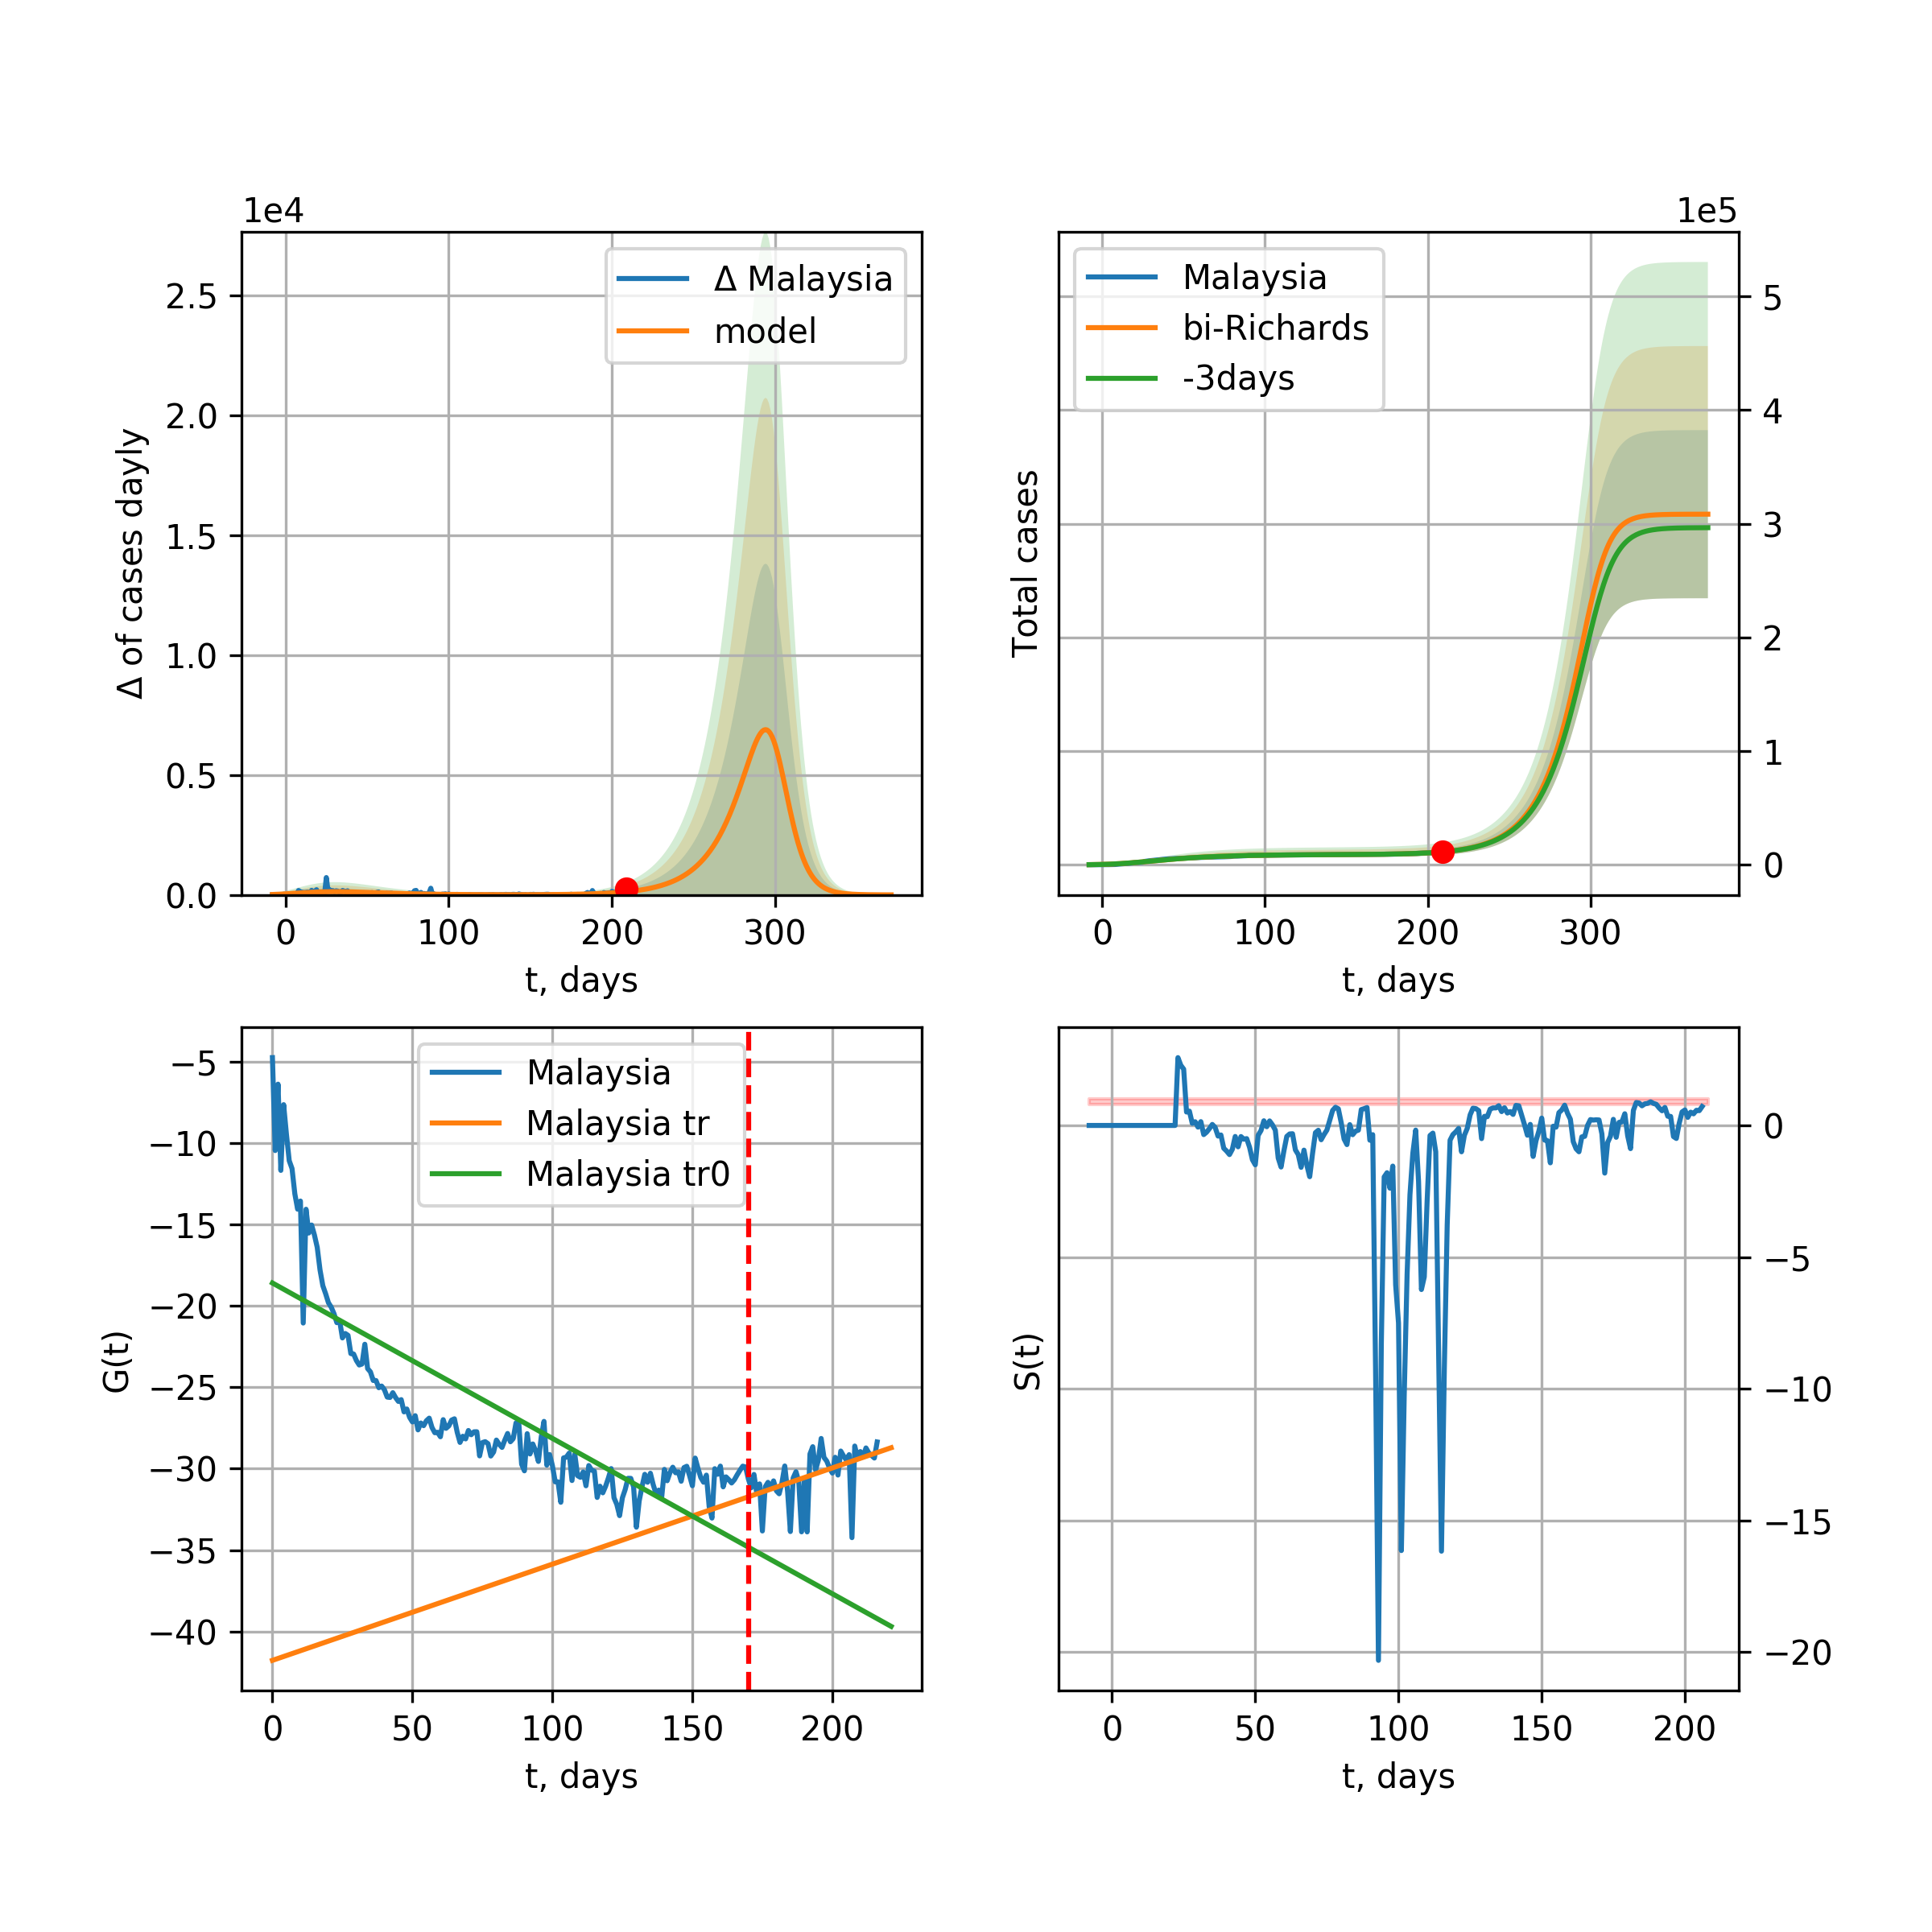 1e4
Δ of cases dayly
2.5
2.0
1.5
1.0
0.5
0.0
Δ Malaysia
model
0 100 200 300
t, days
1e5
Total cases
Malaysia
bi-Richards
-3days
5
4
3
2
1
0
0 100 200 300
t, days
G(t)
−5
−10
−15
−20
−25
−30
−35
−40
Malaysia
Malaysia tr
Malaysia tr0
0 50 100 150 200
t, days
S(t)
0
−5
−10
−15
−20
0 50 100 150 200
t, days